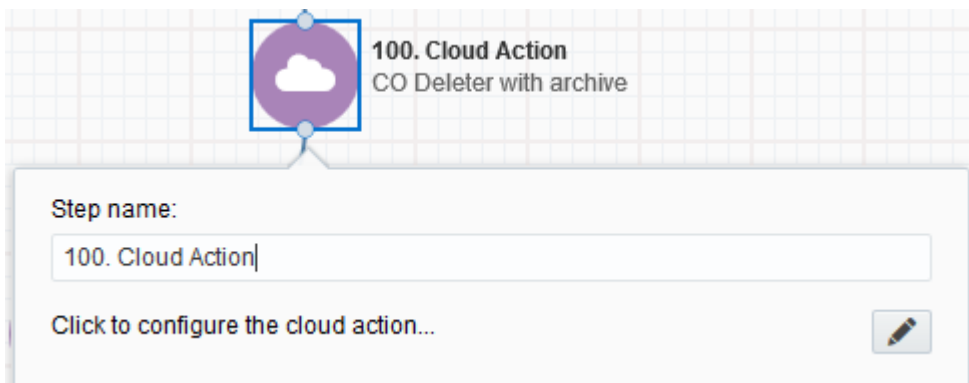 100. Cloud Action
CO Deleter with archive
Step name:
100. Cloud Action
Click to configure the cloud action...